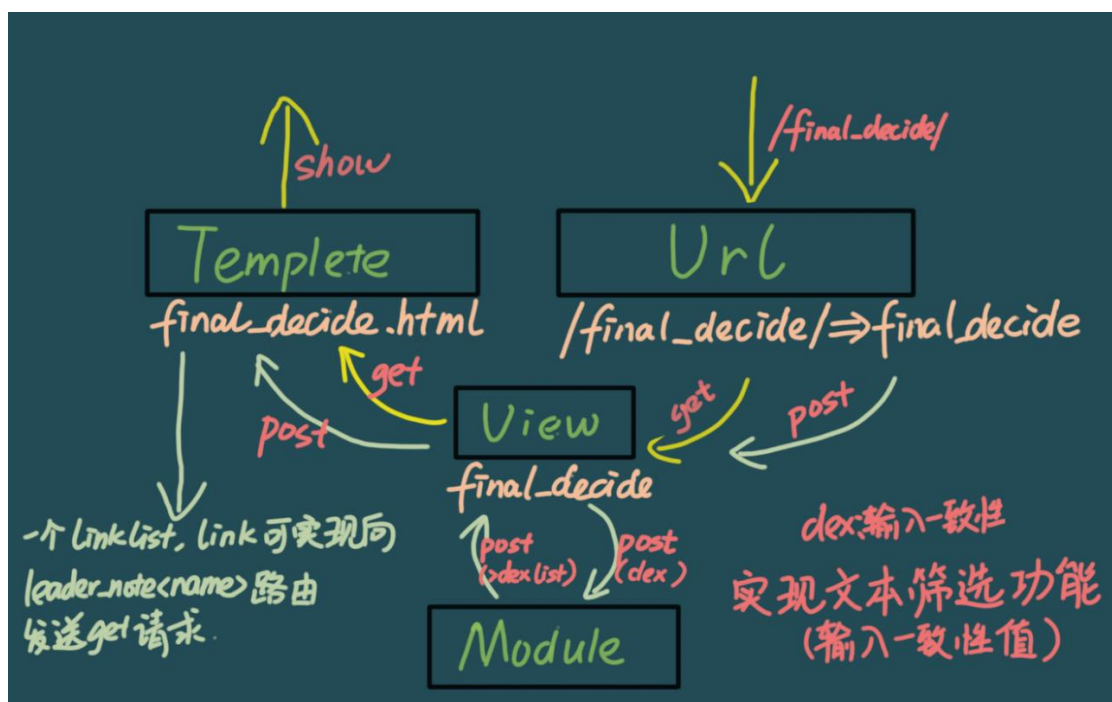 /final_decide/
show
Templete
Url
final_decide.html
/final_decide/⇒final_decide
get
post
View
get
post
final_decide
一个Linklist, link可实现向
leader_note<name>路由
发送get请求.
post
(>dex list)
post
(dex)
dex:输入一致性
实现文本筛选功能
(输入一致性值)
Module